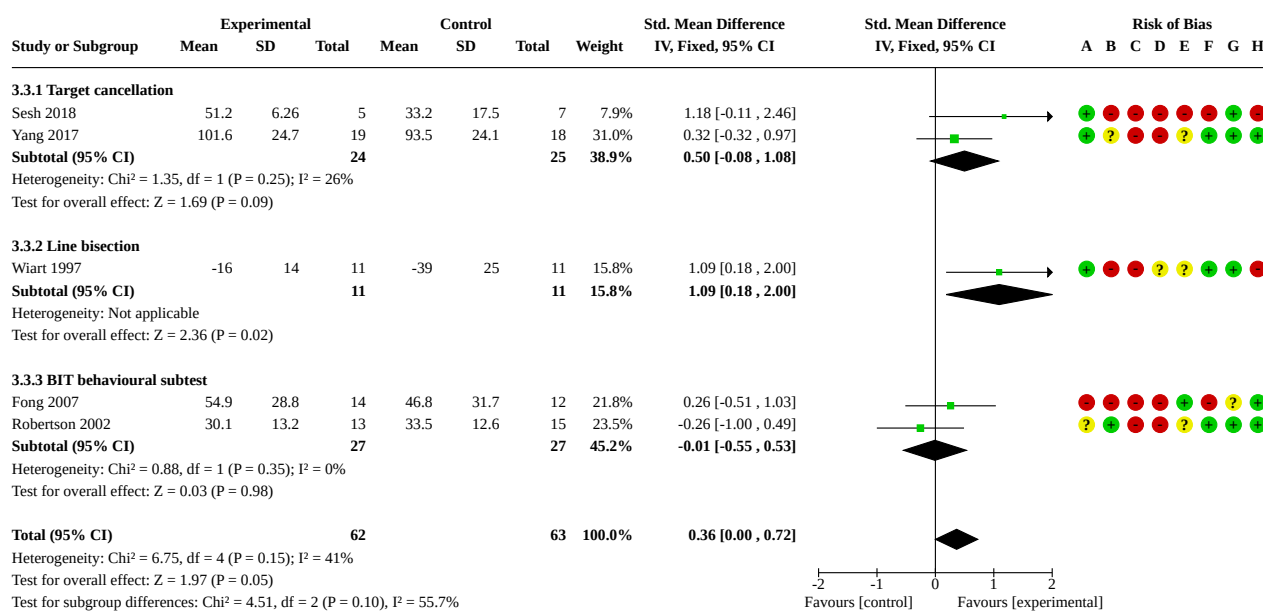 Experimental Control Std. Mean Difference Std. Mean Difference Risk of Bias
Study or Subgroup Mean SD Total Mean SD Total Weight IV, Fixed, 95% CI IV, Fixed, 95% CI A B C D E F G H
3.3.1 Target cancellation
Sesh 2018 51.2 6.26 5 33.2 17.5 7 7.9% 1.18 [-0.11 , 2.46] + - - - - - + -
Yang 2017 101.6 24.7 19 93.5 24.1 18 31.0% 0.32 [-0.32 , 0.97] + ? - - ? + + +
Subtotal (95% CI) 24 25 38.9% 0.50 [-0.08 , 1.08]
Heterogeneity: Chi² = 1.35, df = 1 (P = 0.25); I² = 26%
Test for overall effect: Z = 1.69 (P = 0.09)
3.3.2 Line bisection
Wiart 1997 -16 14 11 -39 25 11 15.8% 1.09 [0.18 , 2.00] + - - ? ? + + -
Subtotal (95% CI) 11 11 15.8% 1.09 [0.18 , 2.00]
Heterogeneity: Not applicable
Test for overall effect: Z = 2.36 (P = 0.02)
3.3.3 BIT behavioural subtest
Fong 2007 54.9 28.8 14 46.8 31.7 12 21.8% 0.26 [-0.51 , 1.03] - - - - + - ? +
Robertson 2002 30.1 13.2 13 33.5 12.6 15 23.5% -0.26 [-1.00 , 0.49] ? + - - ? + + +
Subtotal (95% CI) 27 27 45.2% -0.01 [-0.55 , 0.53]
Heterogeneity: Chi² = 0.88, df = 1 (P = 0.35); I² = 0%
Test for overall effect: Z = 0.03 (P = 0.98)
Total (95% CI) 62 63 100.0% 0.36 [0.00 , 0.72]
Heterogeneity: Chi² = 6.75, df = 4 (P = 0.15); I² = 41%
Test for overall effect: Z = 1.97 (P = 0.05)
-2 -1 0 1 2
Test for subgroup differences: Chi² = 4.51, df = 2 (P = 0.10), I² = 55.7% Favours [control] Favours [experimental]